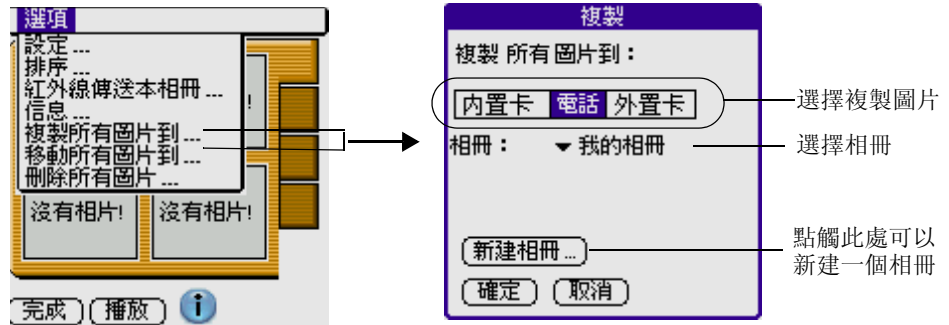 選項
設定 ...
排序 ...
紅外線傳送本相冊 ...
信息 ...
複製所有圖片到 ...
移動所有圖片到 ...
刪除所有圖片 ...
!
沒有相片!
沒有相片!
完成
播放
i
複製
複製 所有 圖片到：
內置卡
電話
外置卡
選擇複製圖片
相冊：
我的相冊
選擇相冊
新建相冊 ...
點觸此處可以
新建一個相冊
確定
取消